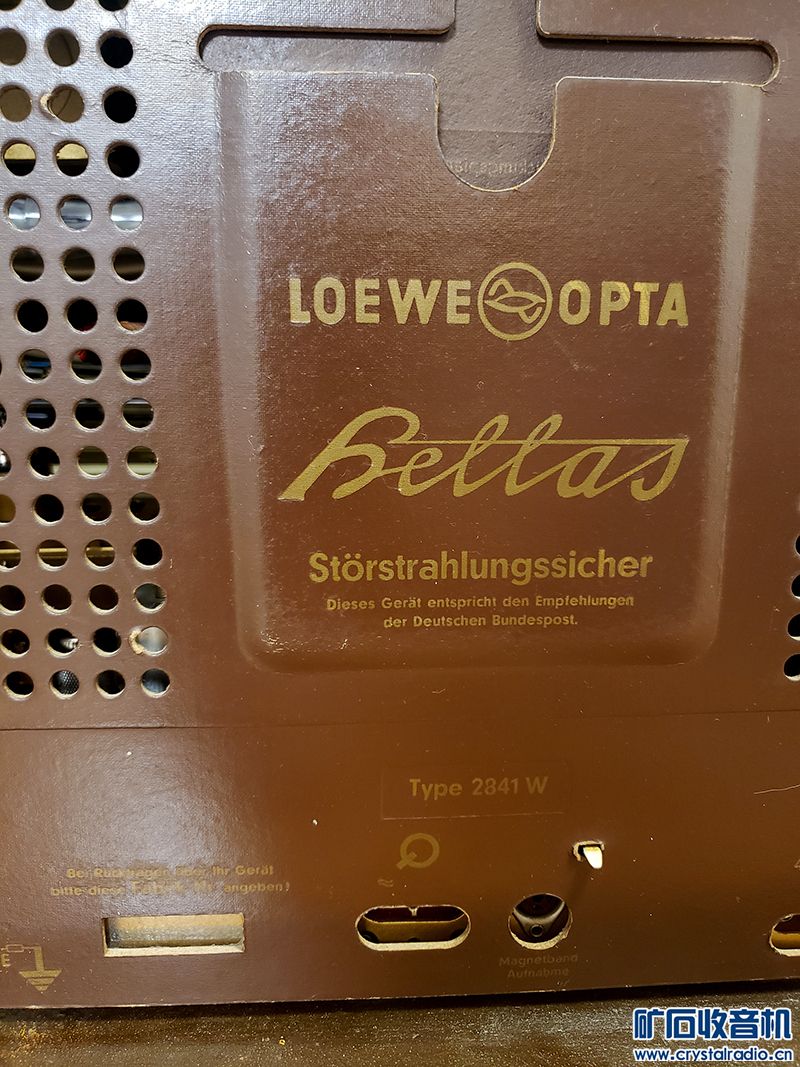 LOEWE OPTA
Hellas
Störstrahlungssicher
Dieses Gerät entspricht den Empfehlungen
der Deutschen Bundespost.
Type 2841 W
Bei Rückfragen über Ihr Gerät
bitte diese Fabrik-Nr. angeben!
E
Magnetband
Aufnahme
矿石收音机
www.crystalradio.cn